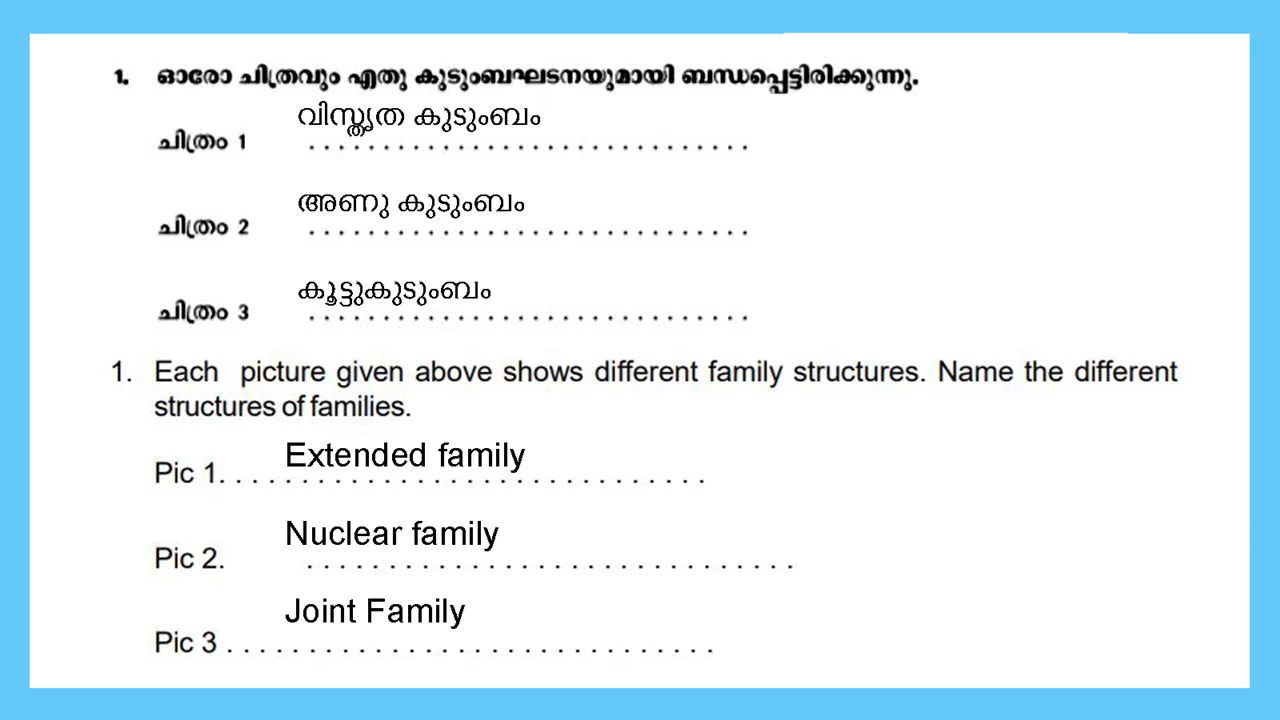 1. ഓരോ ചിത്രവും എതു കുടുംബഘടനയുമായി ബന്ധപ്പെട്ടിരിക്കുന്നു.
വിസ്തൃത കുടുംബം
ചിത്രം 1 . . . . . . . . . . . . . . . . . . . . . . . . . . . . . .
അണു കുടുംബം
ചിത്രം 2 . . . . . . . . . . . . . . . . . . . . . . . . . . . . . .
കൂട്ടുകുടുംബം
ചിത്രം 3 . . . . . . . . . . . . . . . . . . . . . . . . . . . . . .
1. Each picture given above shows different family structures. Name the different
structures of families.
Extended family
Pic 1. . . . . . . . . . . . . . . . . . . . . . . . . . . . . . .
Nuclear family
Pic 2. . . . . . . . . . . . . . . . . . . . . . . . . . . . . . .
Joint Family
Pic 3 . . . . . . . . . . . . . . . . . . . . . . . . . . . . . .